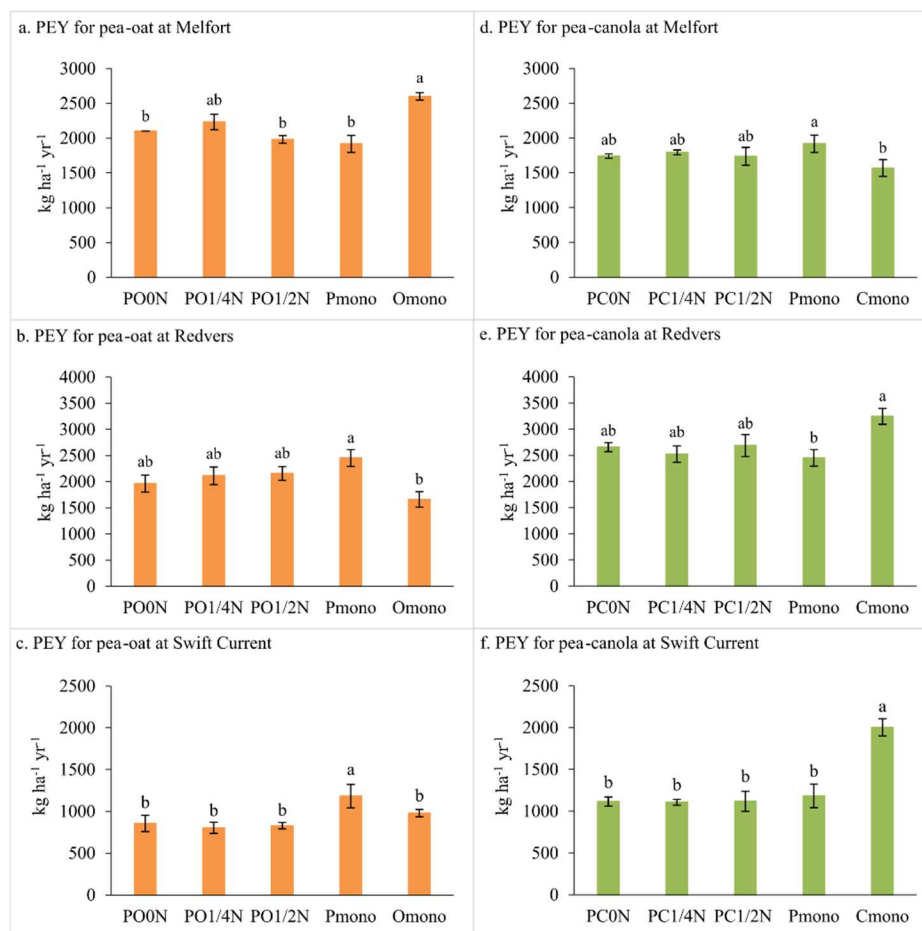 a. PEY for pea-oat at Melfort
kg ha-1 yr-1
3000
2500
2000
1500
1000
500
0
b ab b b a
PO0N PO1/4N PO1/2N Pmono Omono
d. PEY for pea-canola at Melfort
kg ha-1 yr-1
3000
2500
2000
1500
1000
500
0
ab ab ab a b
PC0N PC1/4N PC1/2N Pmono Cmono
b. PEY for pea-oat at Redvers
kg ha-1 yr-1
4000
3500
3000
2500
2000
1500
1000
500
0
ab ab ab a b
PO0N PO1/4N PO1/2N Pmono Omono
e. PEY for pea-canola at Redvers
kg ha-1 yr-1
4000
3500
3000
2500
2000
1500
1000
500
0
ab ab ab b a
PC0N PC1/4N PC1/2N Pmono Cmono
c. PEY for pea-oat at Swift Current
kg ha-1 yr-1
2500
2000
1500
1000
500
0
b b b a b
PO0N PO1/4N PO1/2N Pmono Omono
f. PEY for pea-canola at Swift Current
kg ha-1 yr-1
2500
2000
1500
1000
500
0
b b b b a
PC0N PC1/4N PC1/2N Pmono Cmono